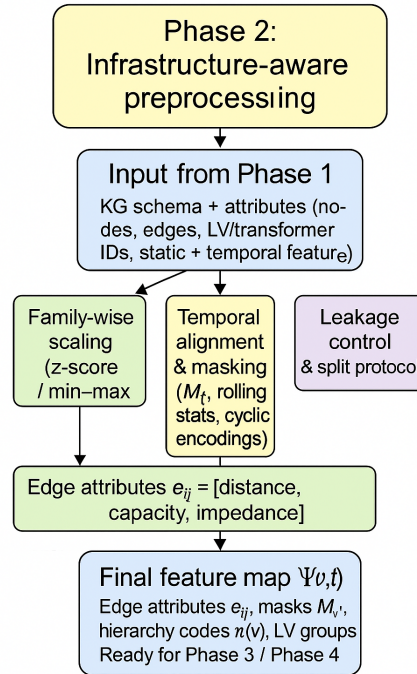 Phase 2:
Infrastructure-aware
preprocessing
Input from Phase 1
KG schema + attributes (no-
des, edges, LV/transformer
IDs, static + temporal feature)
Family-wise
scaling
(z-score
/ min–max
Temporal
alignment
& masking
(Mt, rolling
stats, cyclic
encodings)
Leakage
control
& split protoco
Edge attributes eij = [distance,
capacity, impedance]
Final feature map Ψv,t)
Edge attributes eij, masks Mv',
hierarchy codes n(v), LV groups
Ready for Phase 3 / Phase 4